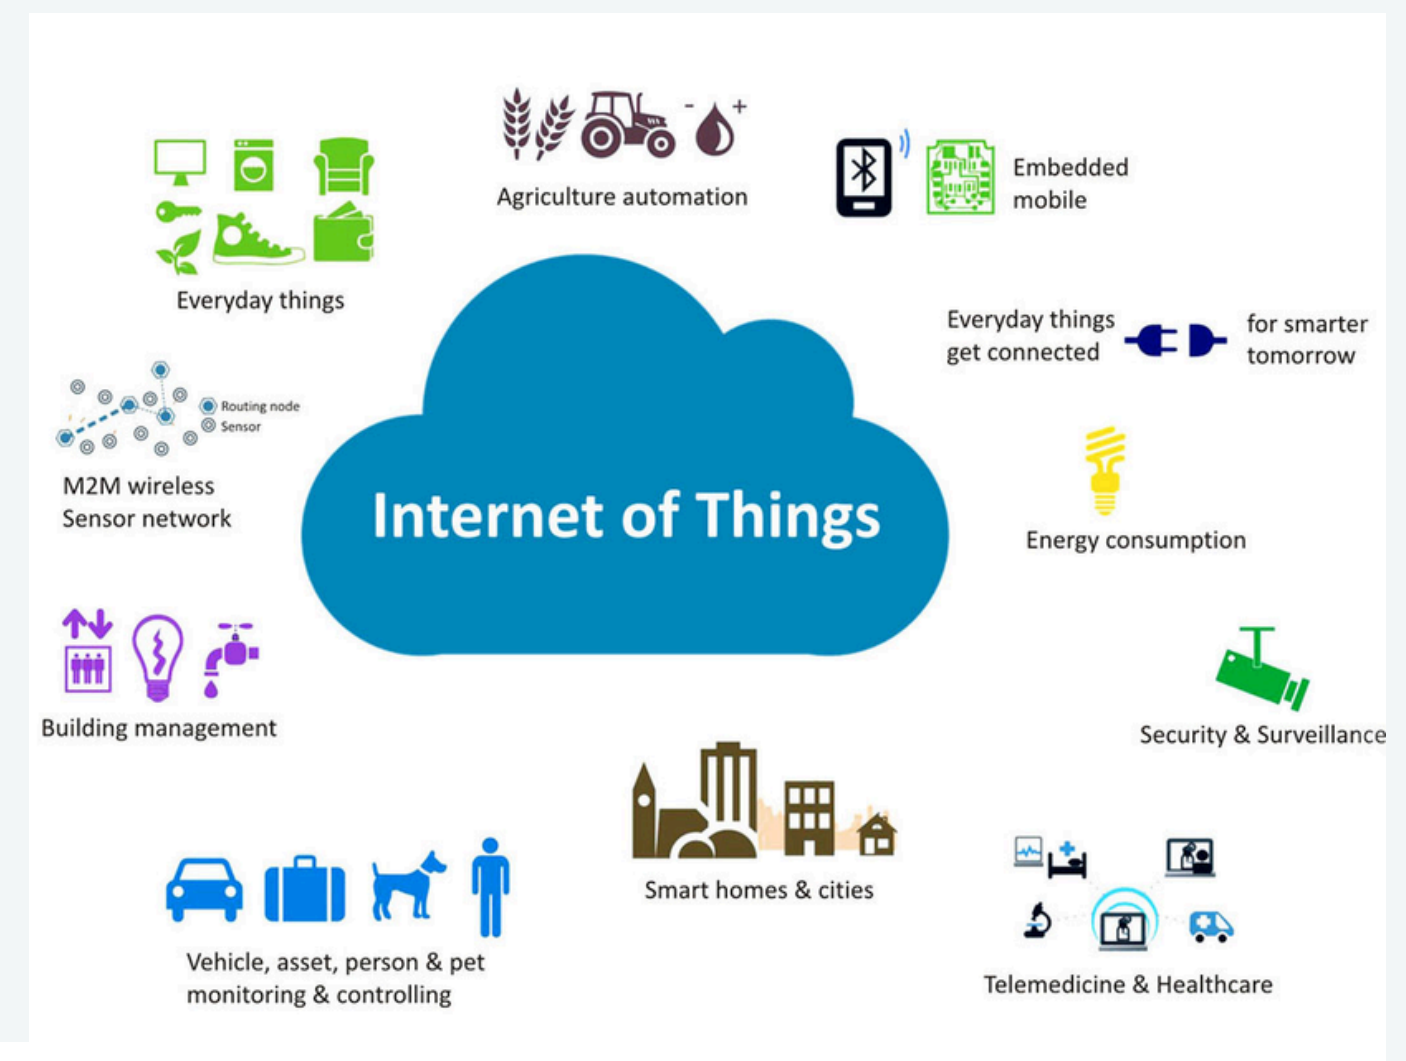 Agriculture automation
Embedded
mobile
Everyday things
Everyday things
get connected
for smarter
tomorrow
Routing node
Sensor
M2M wireless
Sensor network
Internet of Things
Energy consumption
Building management
Security & Surveillance
Smart homes & cities
Vehicle, asset, person & pet
monitoring & controlling
Telemedicine & Healthcare